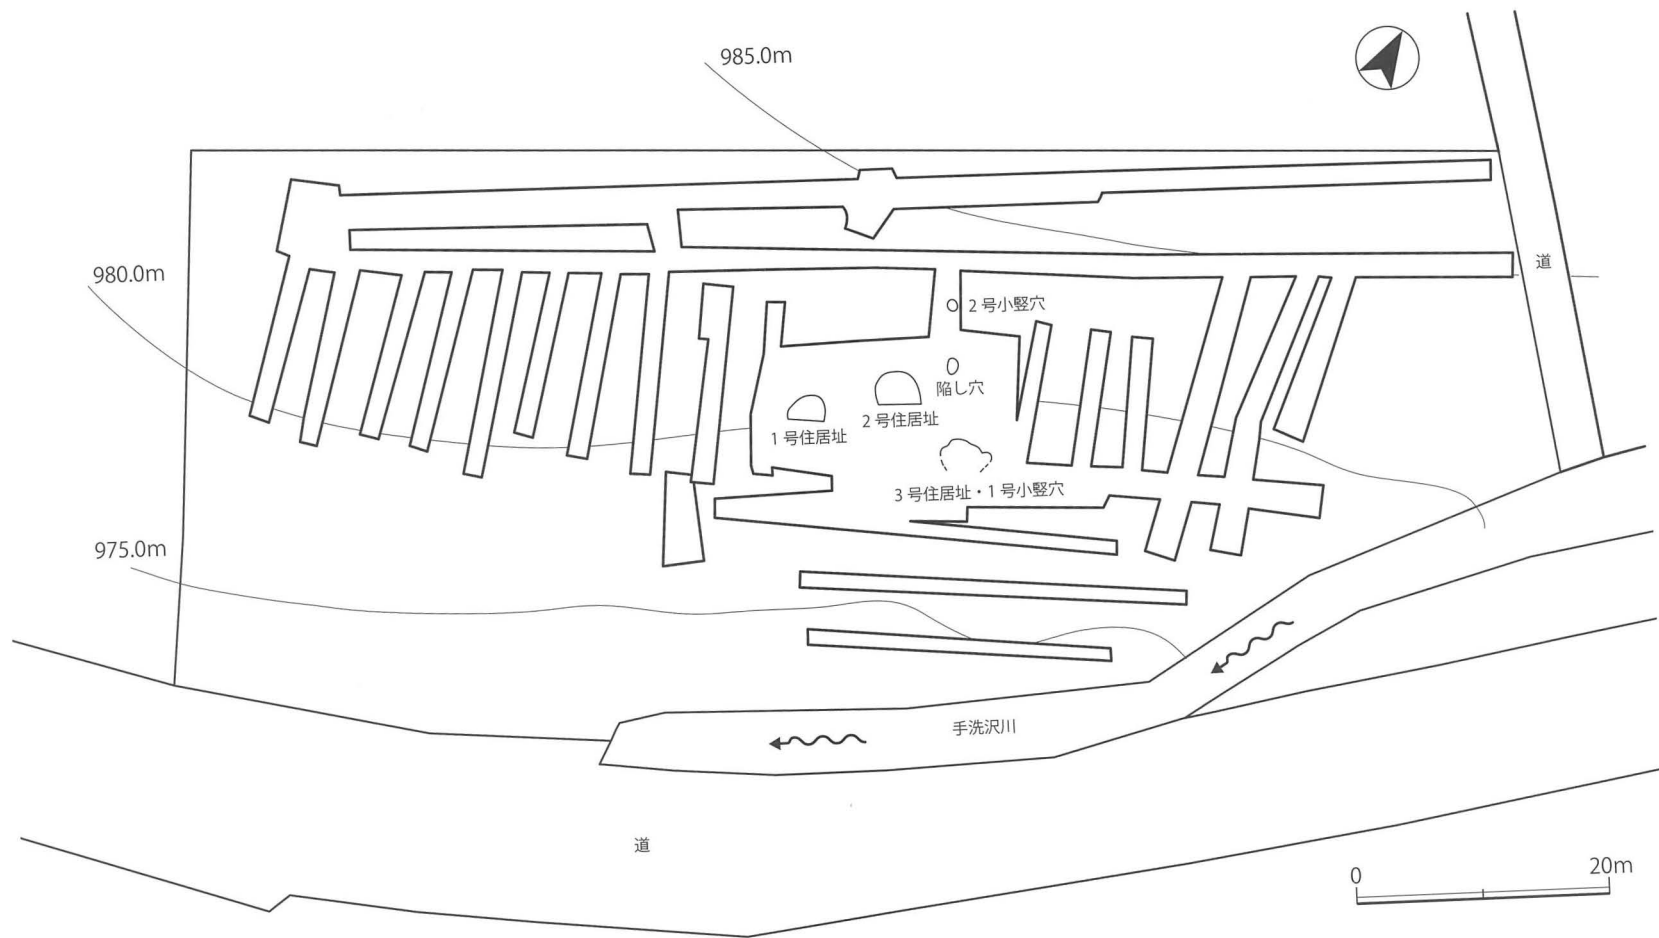 985.0m
980.0m
道
2号小竪穴
陥し穴
2号住居址
1号住居址
3号住居址・1号小竪穴
975.0m
手洗沢川
道
0 20m